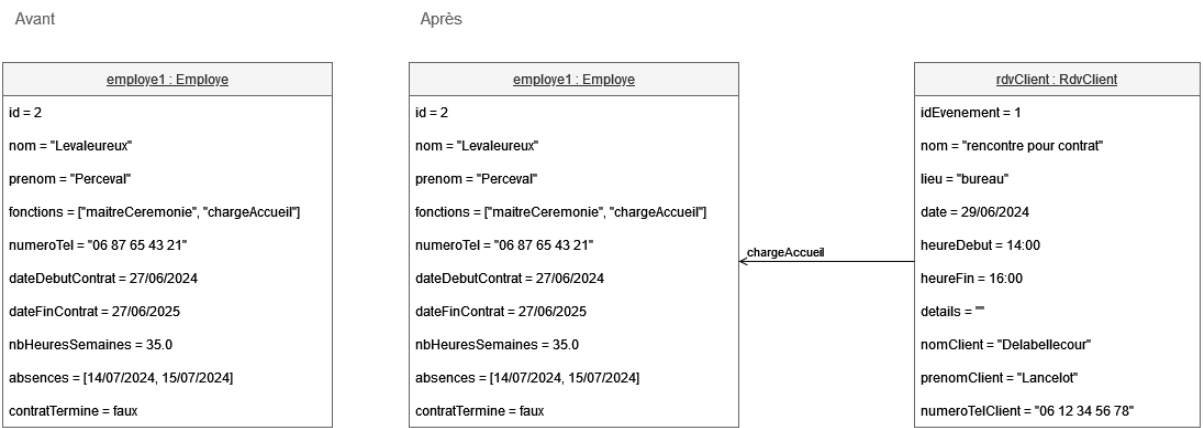 Avant
employe1 : Employe
id = 2
nom = "Levaleureux"
prenom = "Perceval"
fonctions = ["maitreCeremonie", "chargeAccueil"]
numeroTel = "06 87 65 43 21"
dateDebutContrat = 27/06/2024
dateFinContrat = 27/06/2025
nbHeuresSemaines = 35.0
absences = [14/07/2024, 15/07/2024]
contratTermine = faux
Après
employe1 : Employe
id = 2
nom = "Levaleureux"
prenom = "Perceval"
fonctions = ["maitreCeremonie", "chargeAccueil"]
numeroTel = "06 87 65 43 21"
dateDebutContrat = 27/06/2024
dateFinContrat = 27/06/2025
nbHeuresSemaines = 35.0
absences = [14/07/2024, 15/07/2024]
contratTermine = faux
chargeAccueil
rdvClient : RdvClient
idEvenement = 1
nom = "rencontre pour contrat"
lieu = "bureau"
date = 29/06/2024
heureDebut = 14:00
heureFin = 16:00
details = ""
nomClient = "Delabellecour"
prenomClient = "Lancelot"
numeroTelClient = "06 12 34 56 78"